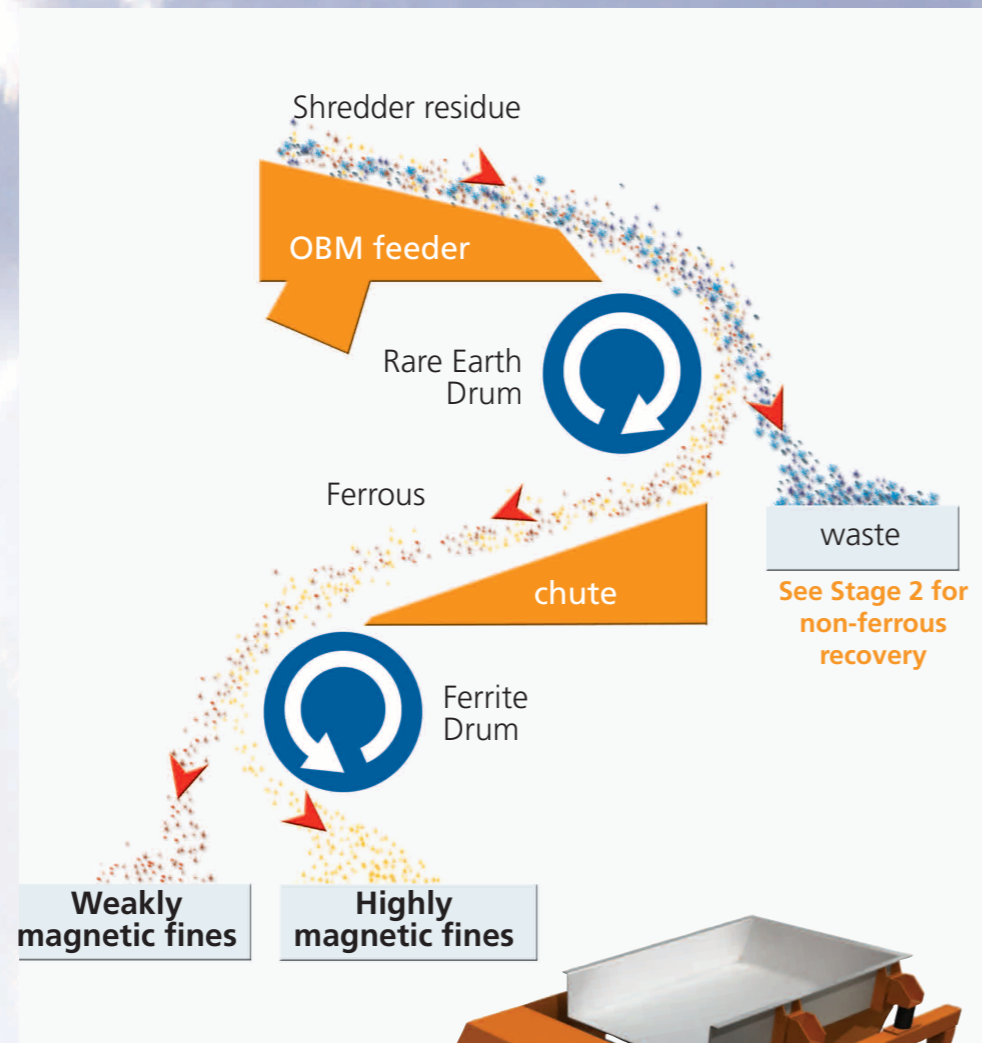 Shredder residue
OBM feeder
Rare Earth
Drum
Ferrous
waste
chute
See Stage 2 for
non-ferrous
recovery
Ferrite
Drum
Weakly
magnetic fines
Highly
magnetic fines